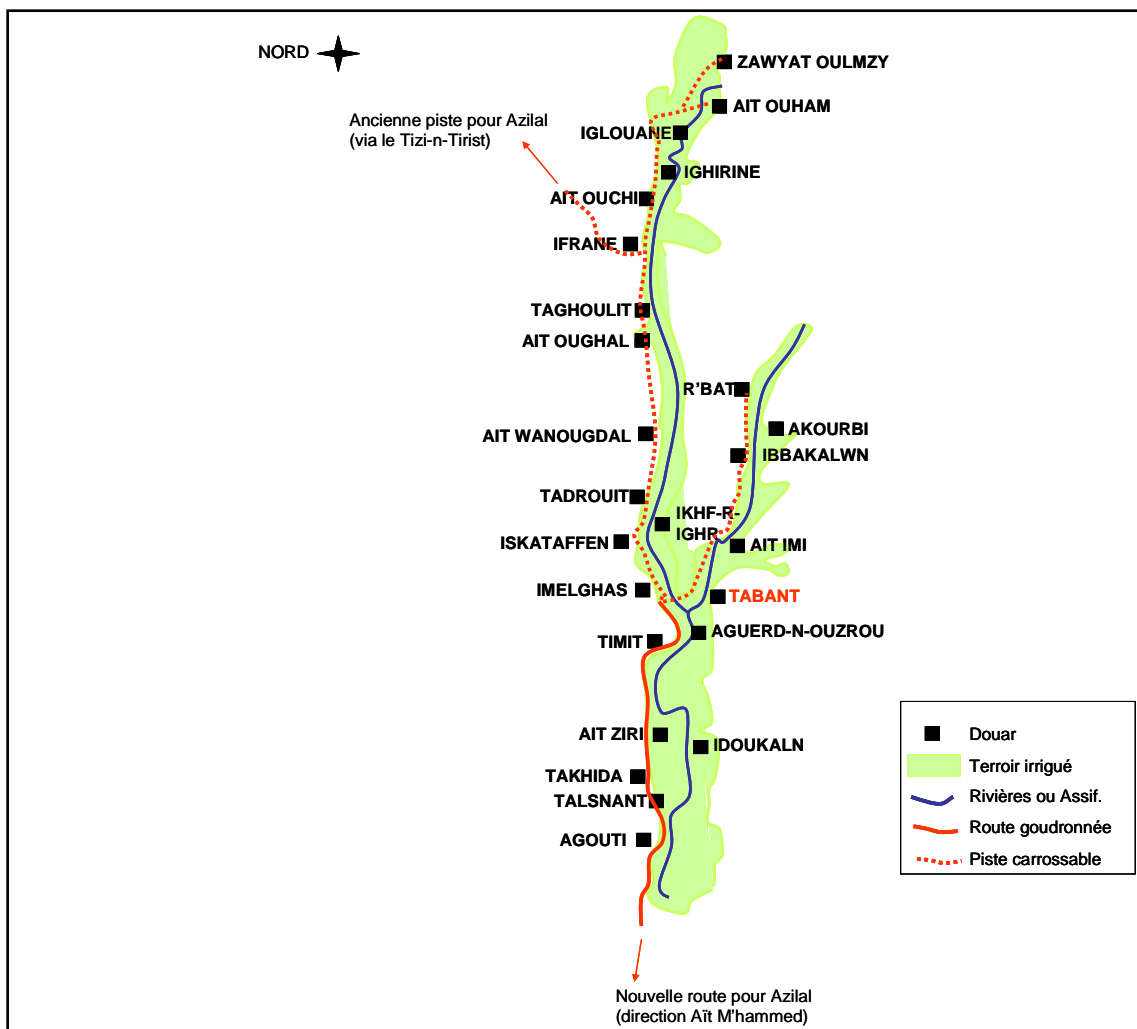 NORD
ZAWYAT OULMZY
AIT OUHAM
Ancienne piste pour Azilal
(via le Tizi-n-Tirist)
IGLOUANE
IGHIRINE
AIT OUCHI
IFRANE
TAGHOULIT
AIT OUGHAL
R'BAT
AIT WANOUGDAL
AKOURBI
IBBAKALWN
TADROUIT
IKHF-R-
IGHR
ISKATAFFEN
AIT IMI
IMELGHAS
TABANT
TIMIT
AGUERD-N-OUZROU
AIT ZIRI
IDOUKALN
TAKHIDA
TALSNANT
AGOUTI
Douar
Terroir irrigué
Rivières ou Assif.
Route goudronnée
Piste carrossable
Nouvelle route pour Azilal
(direction Aït M'hammed)